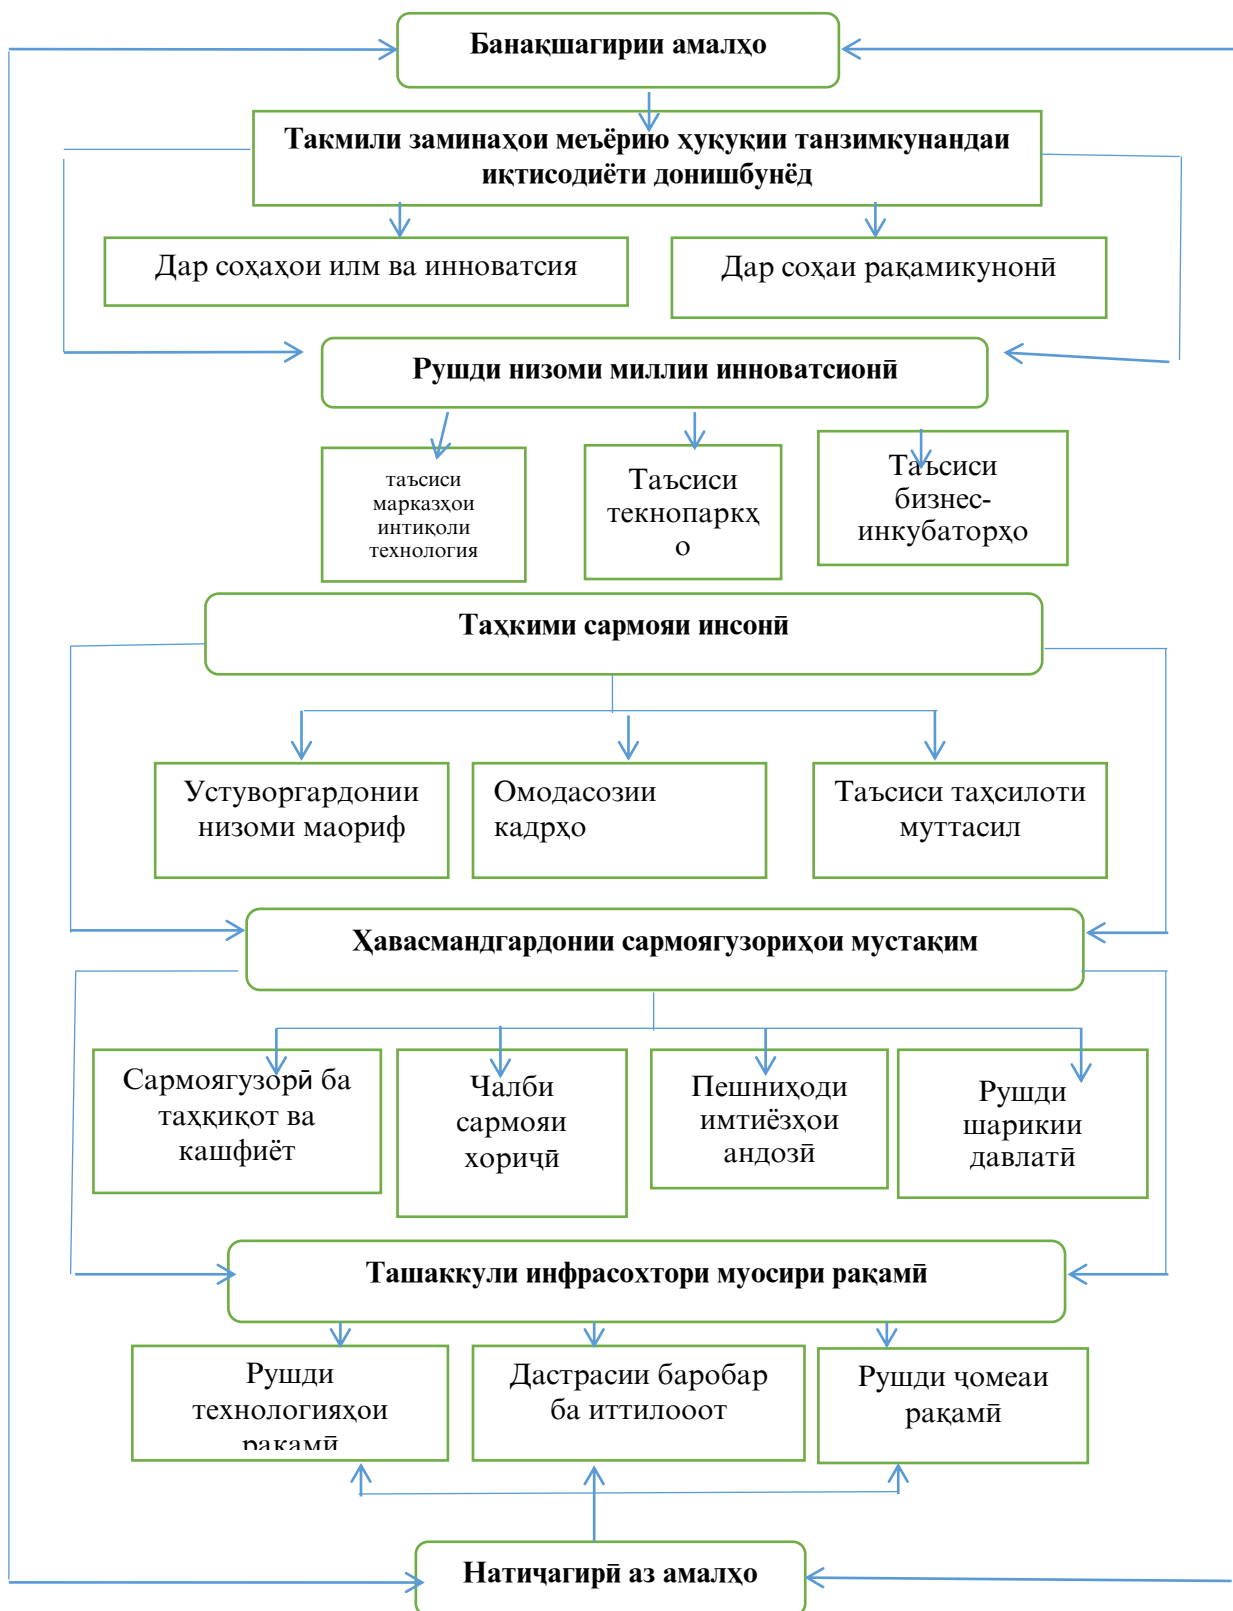 Банақшагирии амалҳо
Такмили заминаҳои меъёрию ҳуқуқии танзимкунандаи
иқтисодиёти донишбунёд
Дар соҳаҳои илм ва инноватсия
Дар соҳаи рақамикунонӣ
Рушди низоми миллии инноватсионӣ
таъсиси
марказҳои
интиқоли
технология
Таъсиси
текнопаркҳ
о
Таъсиси
бизнес-
инкубаторҳо
Таҳкими сармояи инсонӣ
Устуворгардонии
низоми маориф
Омодасозии
кадрҳо
Таъсиси таҳсилоти
муттасил
Ҳавасмандгардонии сармоягузориҳои мустақим
Сармоягузорӣ ба
таҳқиқот ва
кашфиёт
Ҷалби
сармояи
хориҷӣ
Пешниҳоди
имтиёзҳои
андозӣ
Рушди
шарикии
давлатӣ
Ташаккули инфрасохтори муосири рақамӣ
Рушди
технологияҳои
рақамӣ
Дастрасии баробар
ба иттилооот
Рушди ҷомеаи
рақамӣ
Натиҷагирӣ аз амалҳо